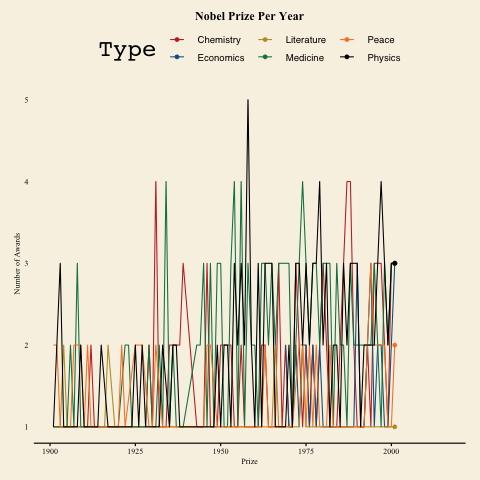 Nobel Prize Per Year
Type
Chemistry
Literature
Peace
Economics
Medicine
Physics
5
4
3
2
1
Number of Awards
1900
1925
1950
1975
2000
Prize